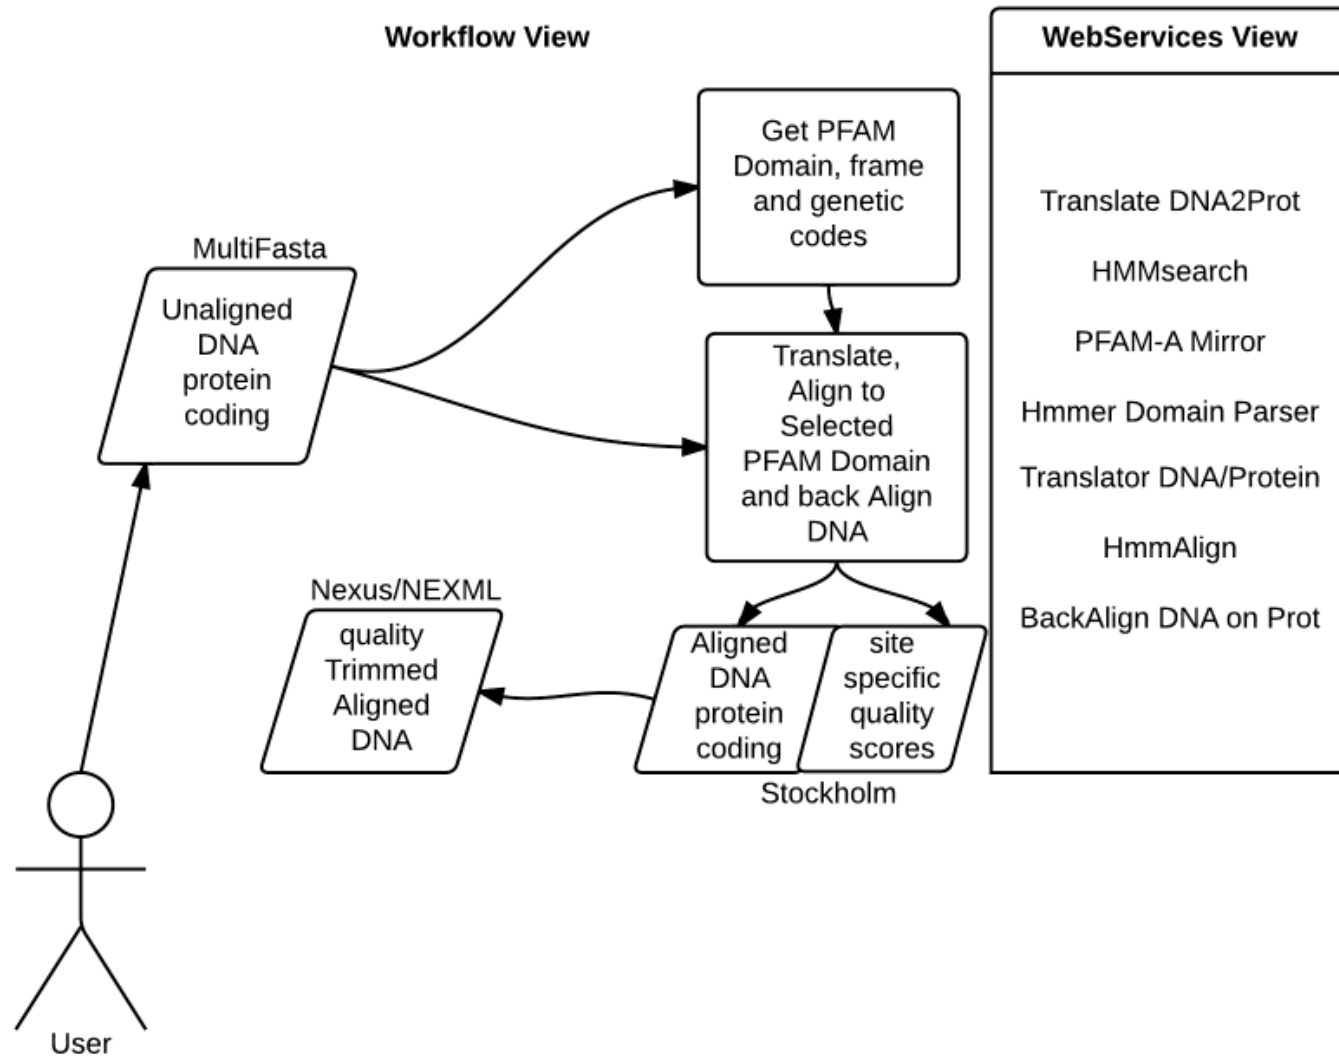 Workflow View
WebServices View
Get PFAM
Domain, frame
and genetic
codes
MultiFasta
Unaligned
DNA
protein
coding
Translate,
Align to
Selected
PFAM Domain
and back Align
DNA
Nexus/NEXML
quality
Trimmed
Aligned
DNA
Aligned
DNA
protein
coding
site
specific
quality
scores
Stockholm
User
Translate DNA2Prot
HMMsearch
PFAM-A Mirror
Hmmer Domain Parser
Translator DNA/Protein
HmmAlign
BackAlign DNA on Prot